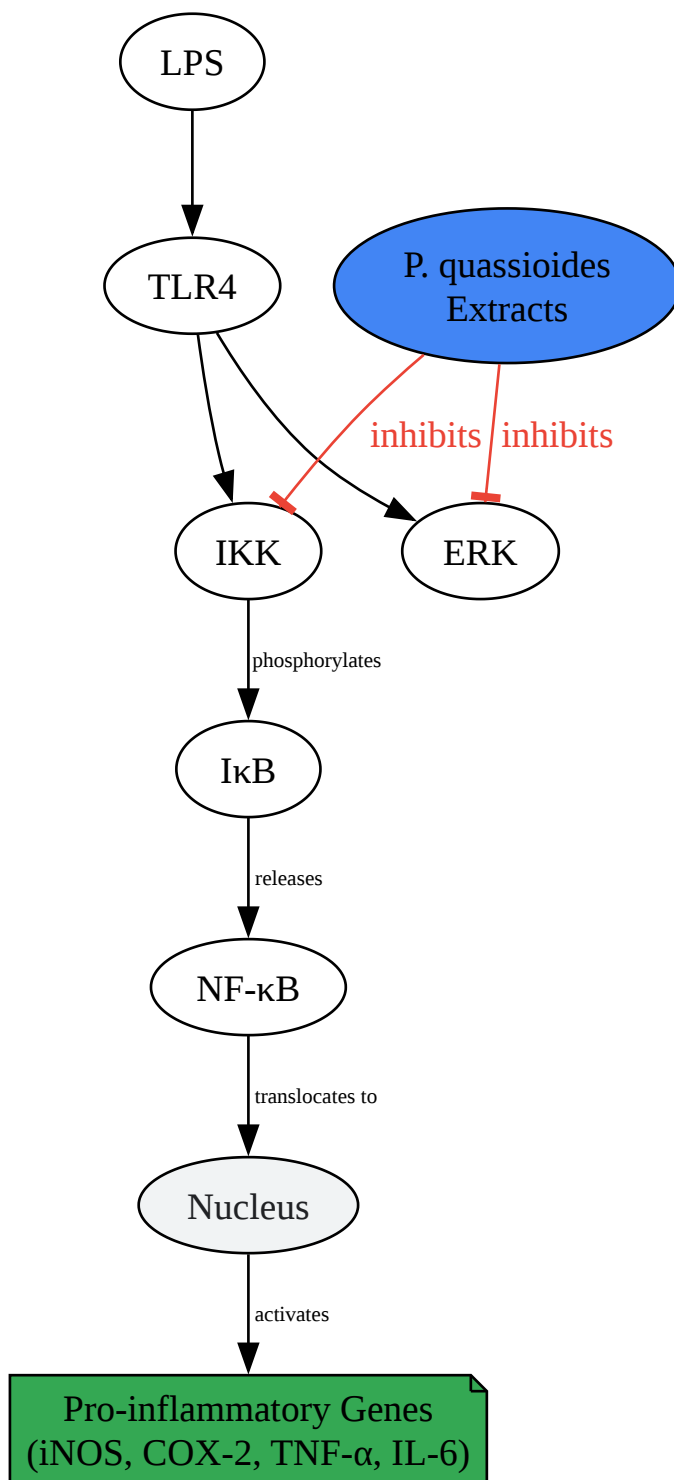 LPS
TLR4
P. quassioides
Extracts
inhibits
inhibits
IKK
ERK
phosphorylates
IκB
releases
NF-κB
translocates to
Nucleus
activates
Pro-inflammatory Genes
(iNOS, COX-2, TNF-α, IL-6)